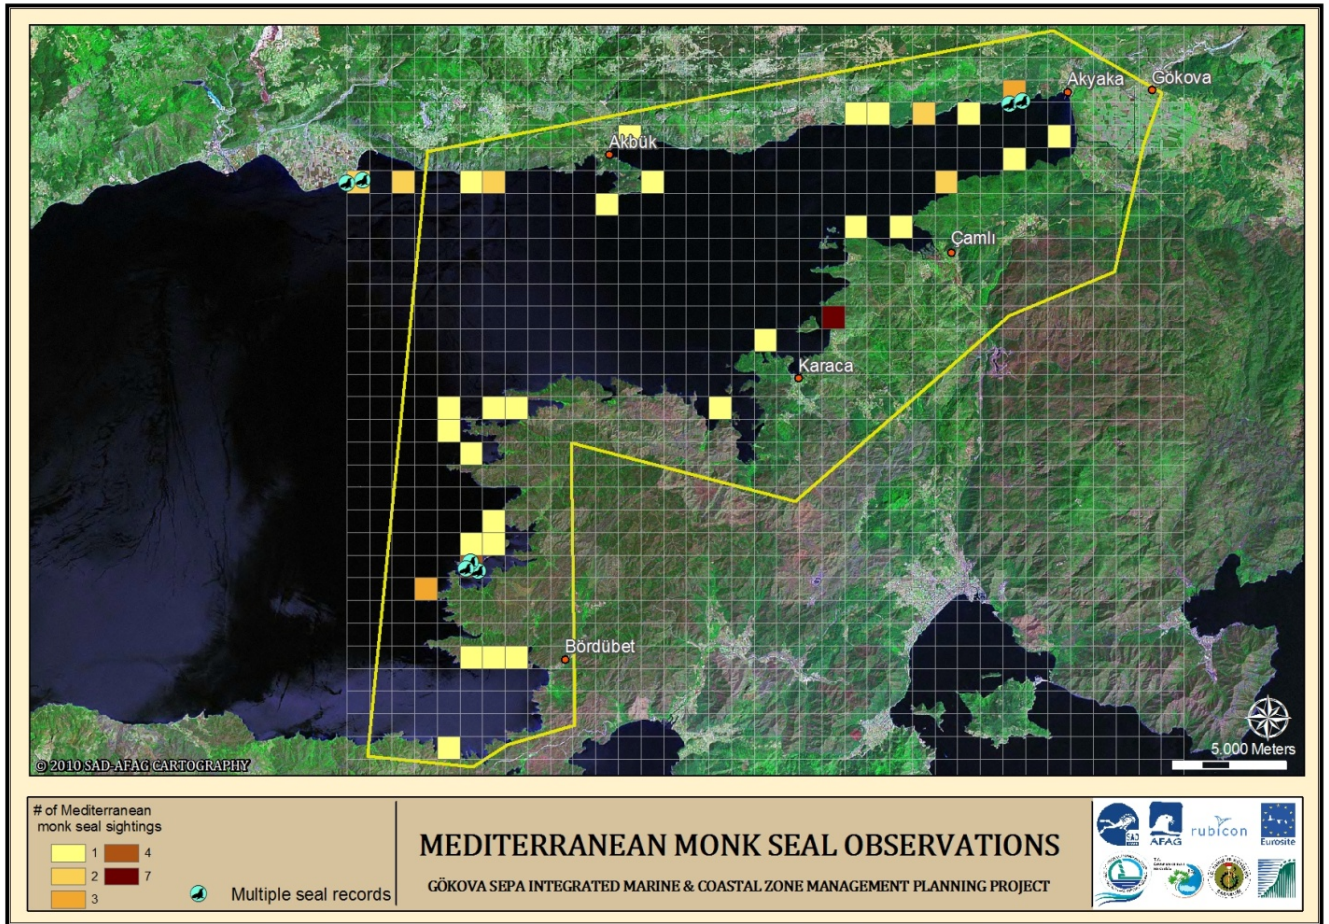 Akyaka
Gökova
Akbük
Çamlı
Karaca
Bördübet
5.000 Meters
© 2010 SAD-AFAG CARTOGRAPHY
# of Mediterranean
monk seal sightings
1
4
2
7
3
Multiple seal records
MEDITERRANEAN MONK SEAL OBSERVATIONS
GÖKOVA SEPA INTEGRATED MARINE & COASTAL ZONE MANAGEMENT PLANNING PROJECT
SAD
AFAG
rubicon
Eurosite